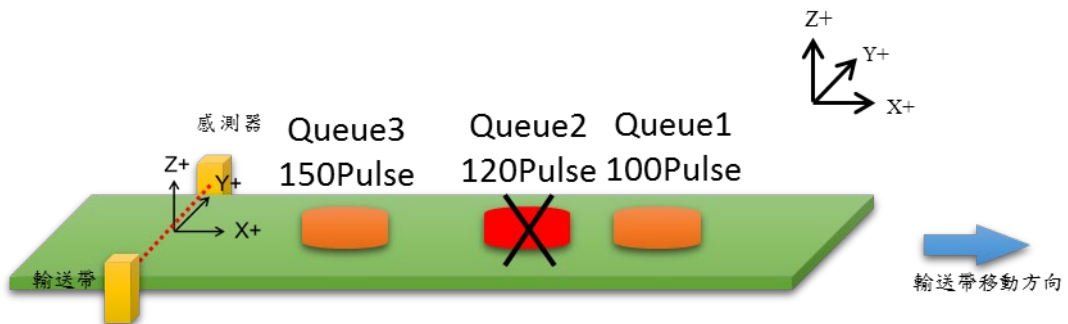 Z+
Y+
X+
感測器
Queue3
150Pulse
Queue2
120Pulse
Queue1
100Pulse
Z+
Y+
X+
輸送帶
輸送帶移動方向